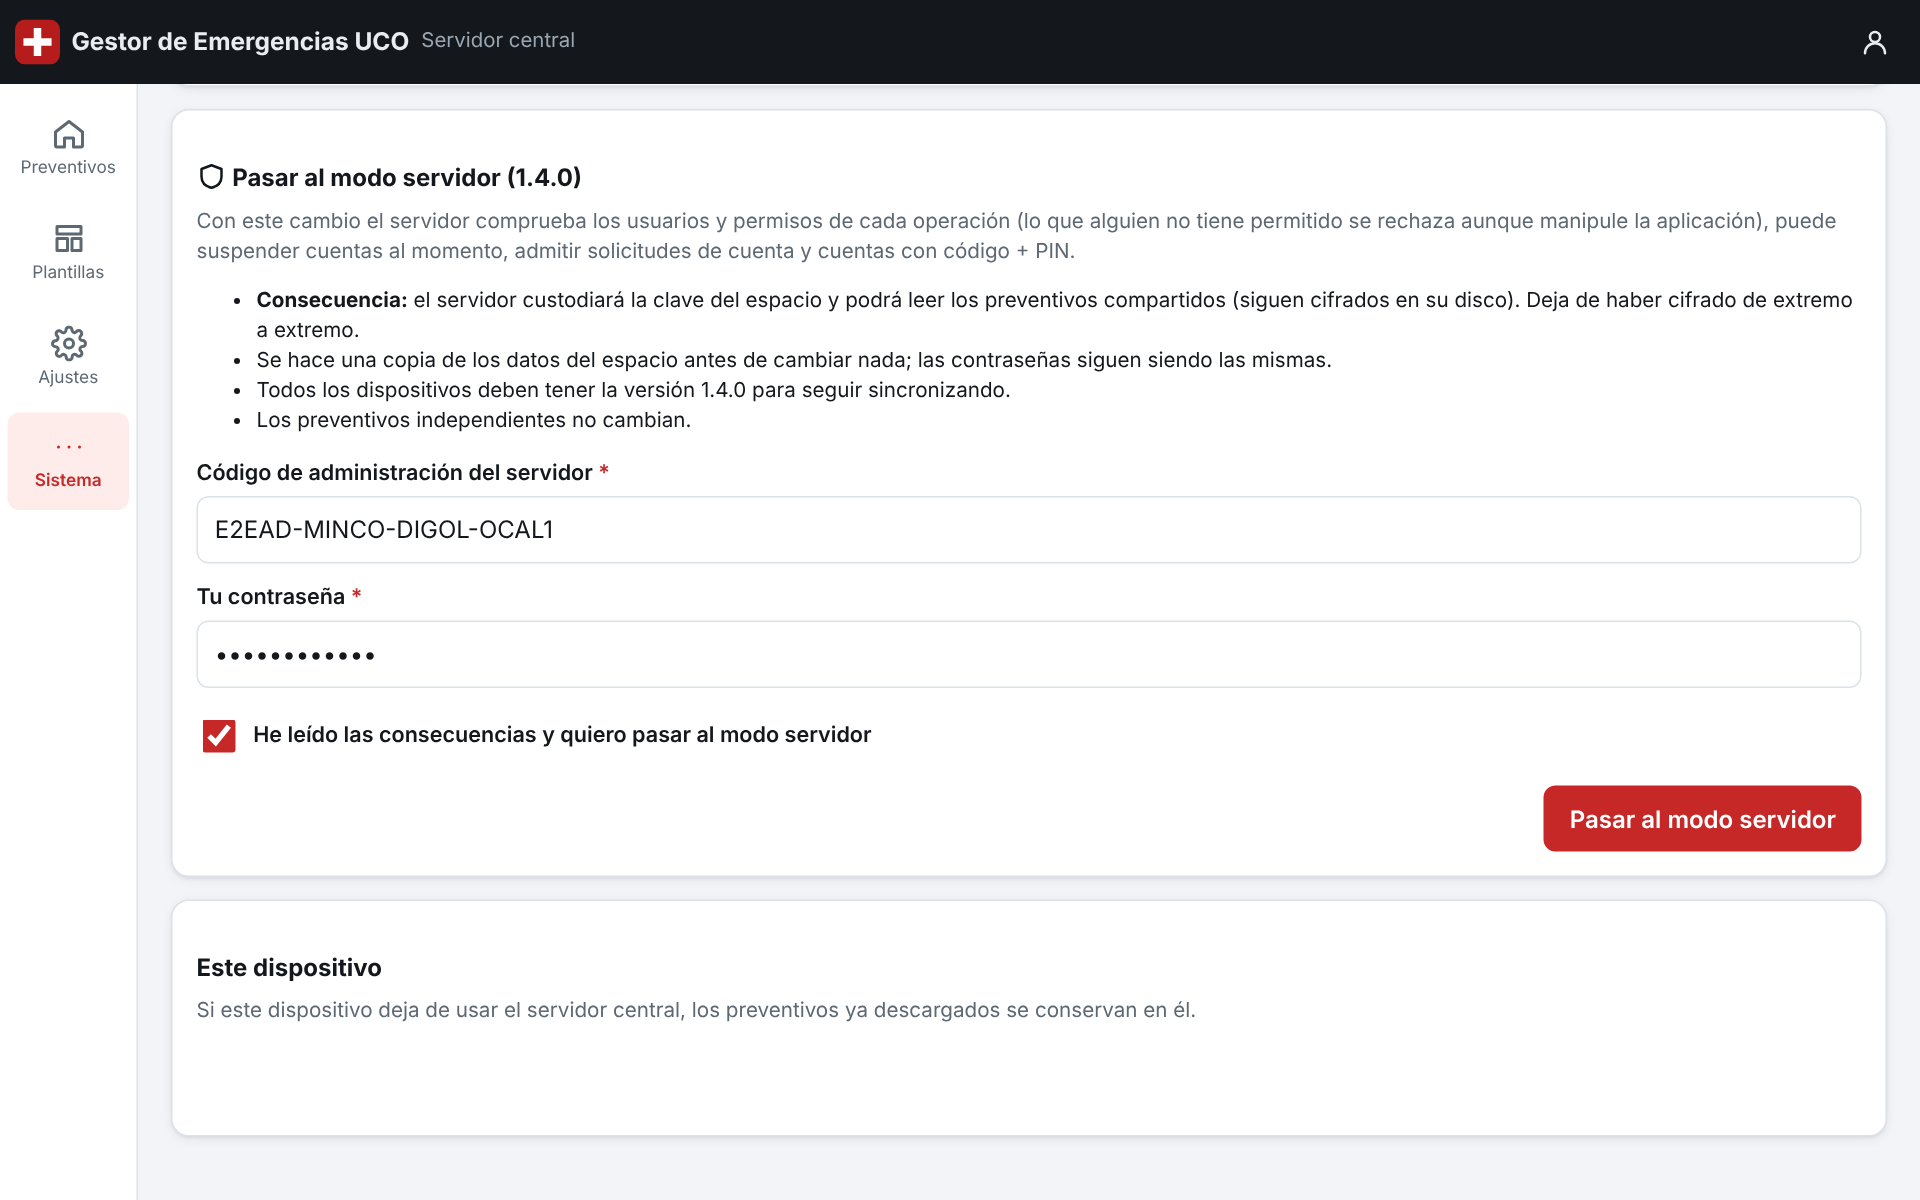 Gestor de Emergencias UCO Servidor central
Preventivos
Plantillas
Ajustes
Sistema
Pasar al modo servidor (1.4.0)
Con este cambio el servidor comprueba los usuarios y permisos de cada operación (lo que alguien no tiene permitido se rechaza aunque manipule la aplicación), puede
suspender cuentas al momento, admitir solicitudes de cuenta y cuentas con código + PIN.
• Consecuencia: el servidor custodiará la clave del espacio y podrá leer los preventivos compartidos (siguen cifrados en su disco). Deja de haber cifrado de extremo
a extremo.
• Se hace una copia de los datos del espacio antes de cambiar nada; las contraseñas siguen siendo las mismas.
• Todos los dispositivos deben tener la versión 1.4.0 para seguir sincronizando.
• Los preventivos independientes no cambian.
Código de administración del servidor *
E2EAD-MINCO-DIGOL-OCAL1
Tu contraseña *
••••••••••••
He leído las consecuencias y quiero pasar al modo servidor
Pasar al modo servidor
Este dispositivo
Si este dispositivo deja de usar el servidor central, los preventivos ya descargados se conservan en él.